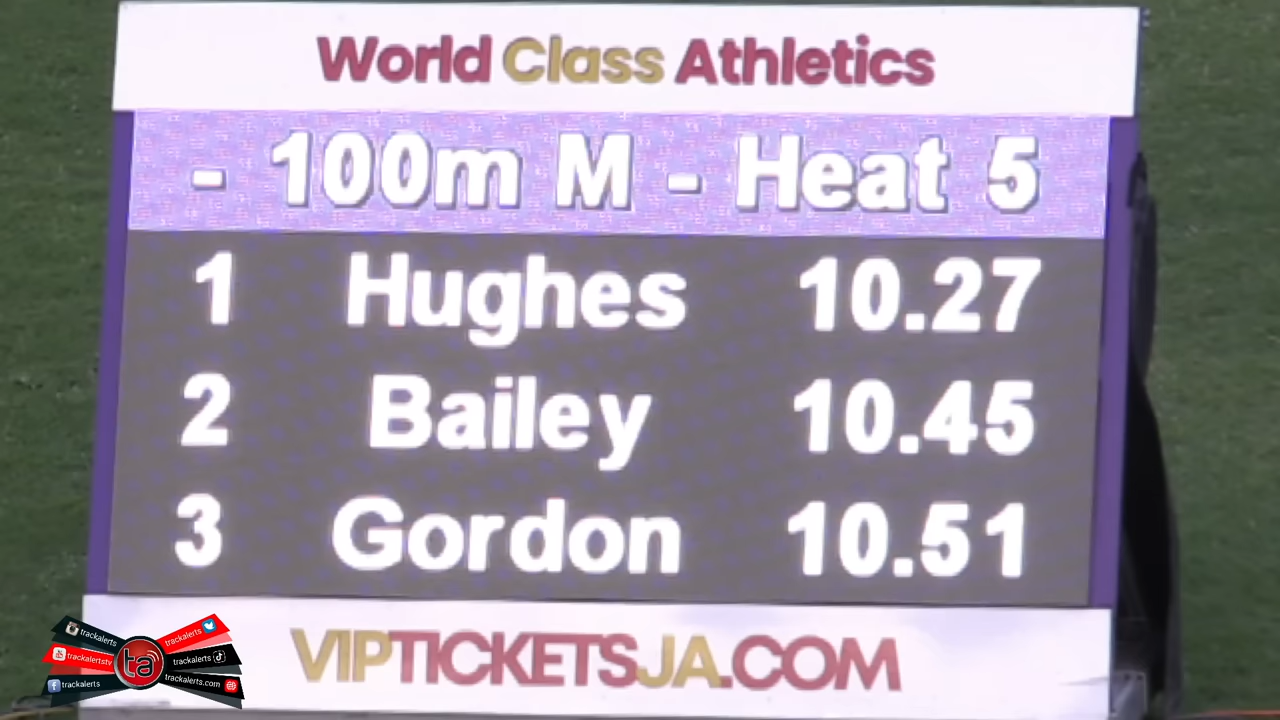 World Class Athletics
- 100m M - Heat 5
1 Hughes 10.27
2 Bailey 10.45
3 Gordon 10.51
VIPTICKETSJA.COM
trackalerts
trackalerts
trackalertstv
trackalerts
trackalerts
trackalerts.com
ta